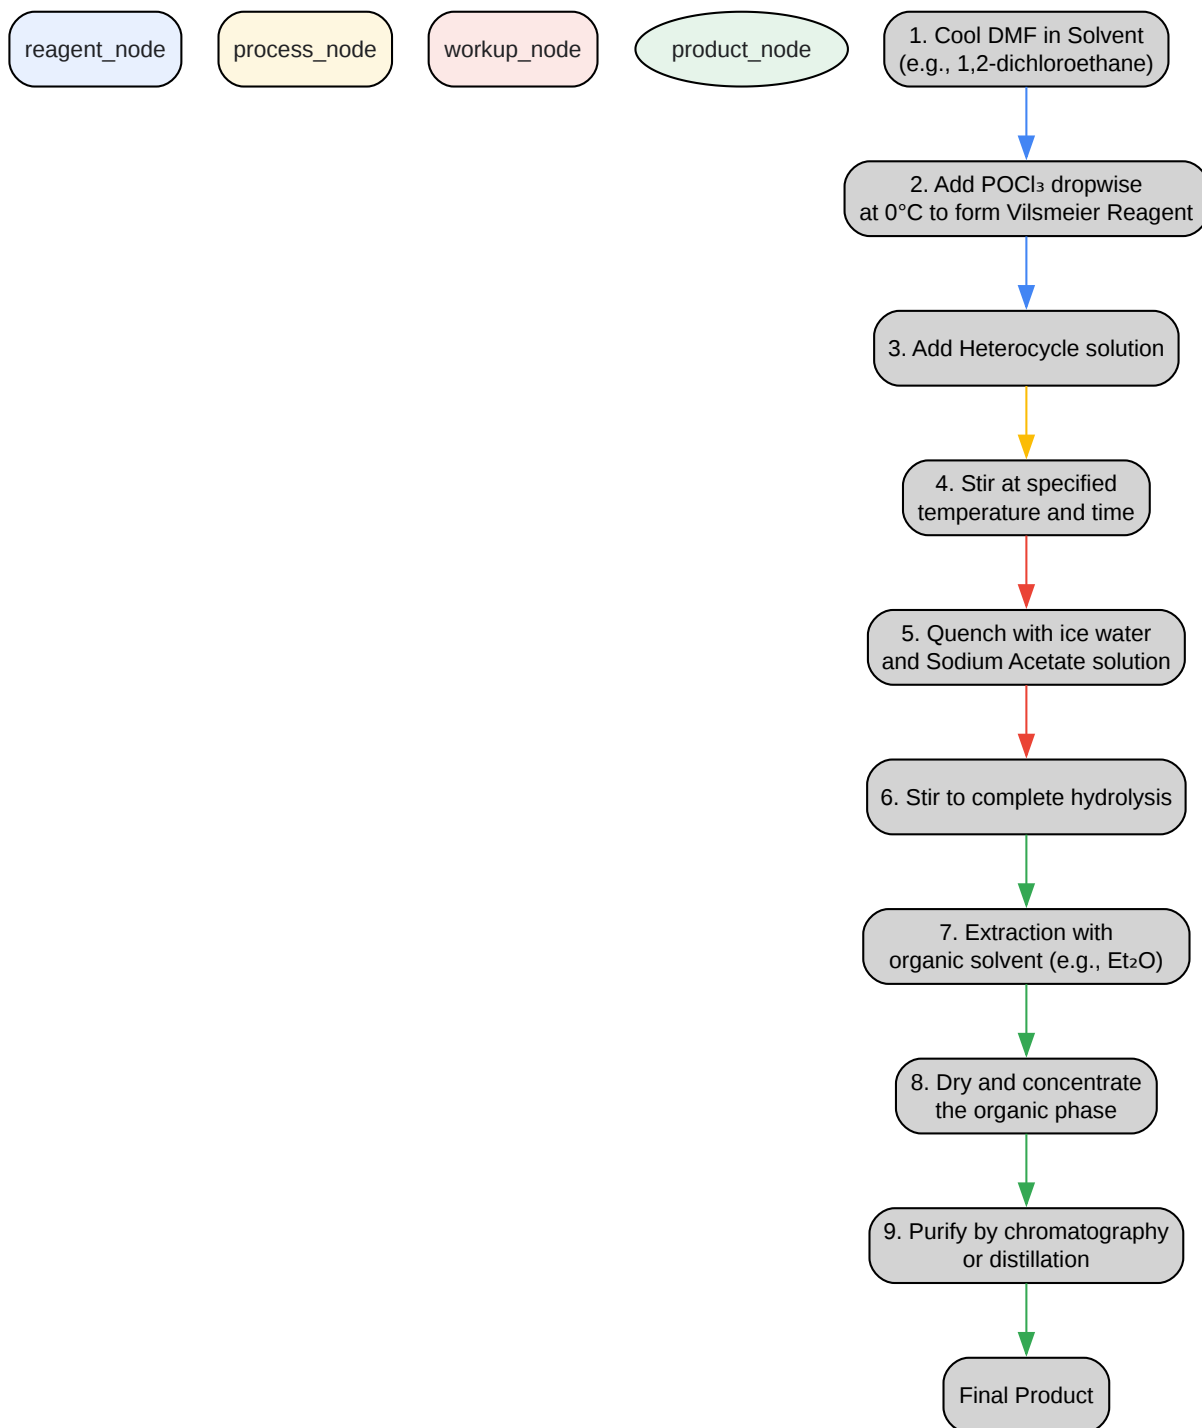 reagent_node
process_node
workup_node
product_node
1. Cool DMF in Solvent
(e.g., 1,2-dichloroethane)
2. Add POCl₃ dropwise
at 0°C to form Vilsmeier Reagent
3. Add Heterocycle solution
4. Stir at specified
temperature and time
5. Quench with ice water
and Sodium Acetate solution
6. Stir to complete hydrolysis
7. Extraction with
organic solvent (e.g., Et₂O)
8. Dry and concentrate
the organic phase
9. Purify by chromatography
or distillation
Final Product